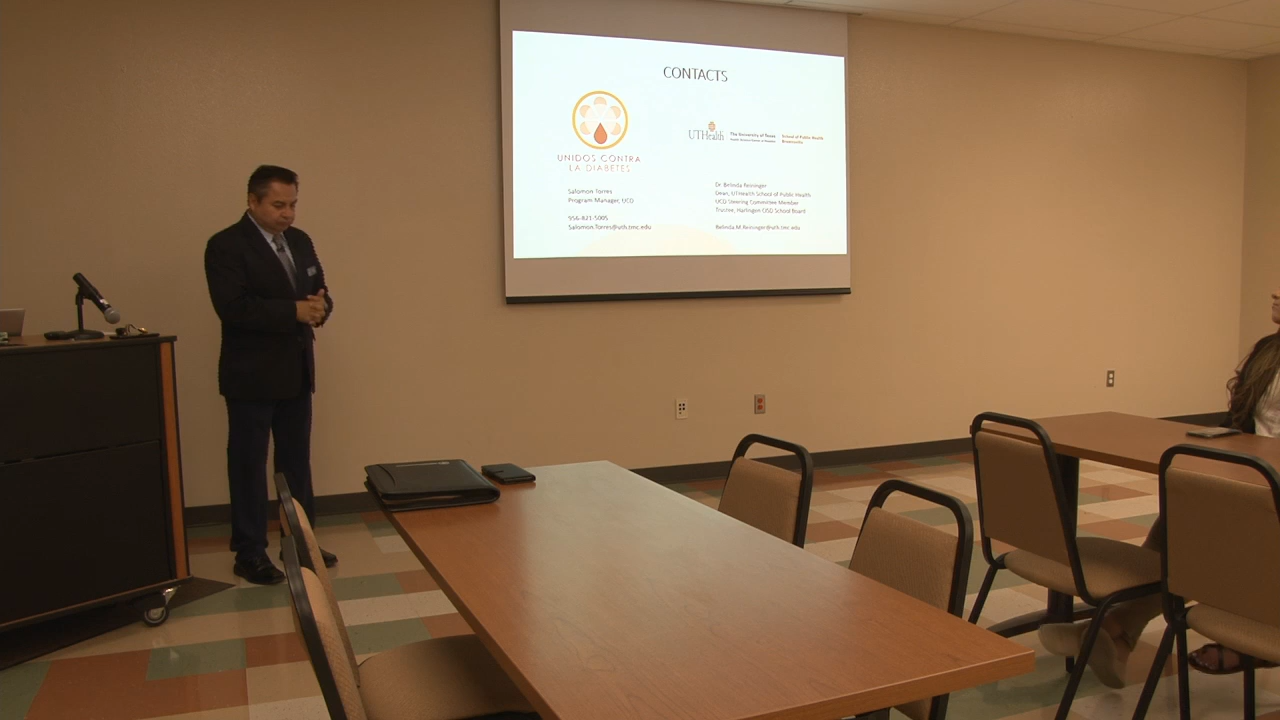 CONTACTS
UNIDOS CONTRA
LA DIABETES
Salomon Torres
Program Manager, UCD
956-821-5005
Salomon.Torres@uth.tmc.edu
UTHealth
The University of Texas
School of Public Health
Brownsville
Dr. Belinda Reininger
Dean, UTHealth School of Public Health
UCD Steering Committee Member
Trustee, Harlingen CISD School Board
Belinda.M.Reininger@uth.tmc.edu